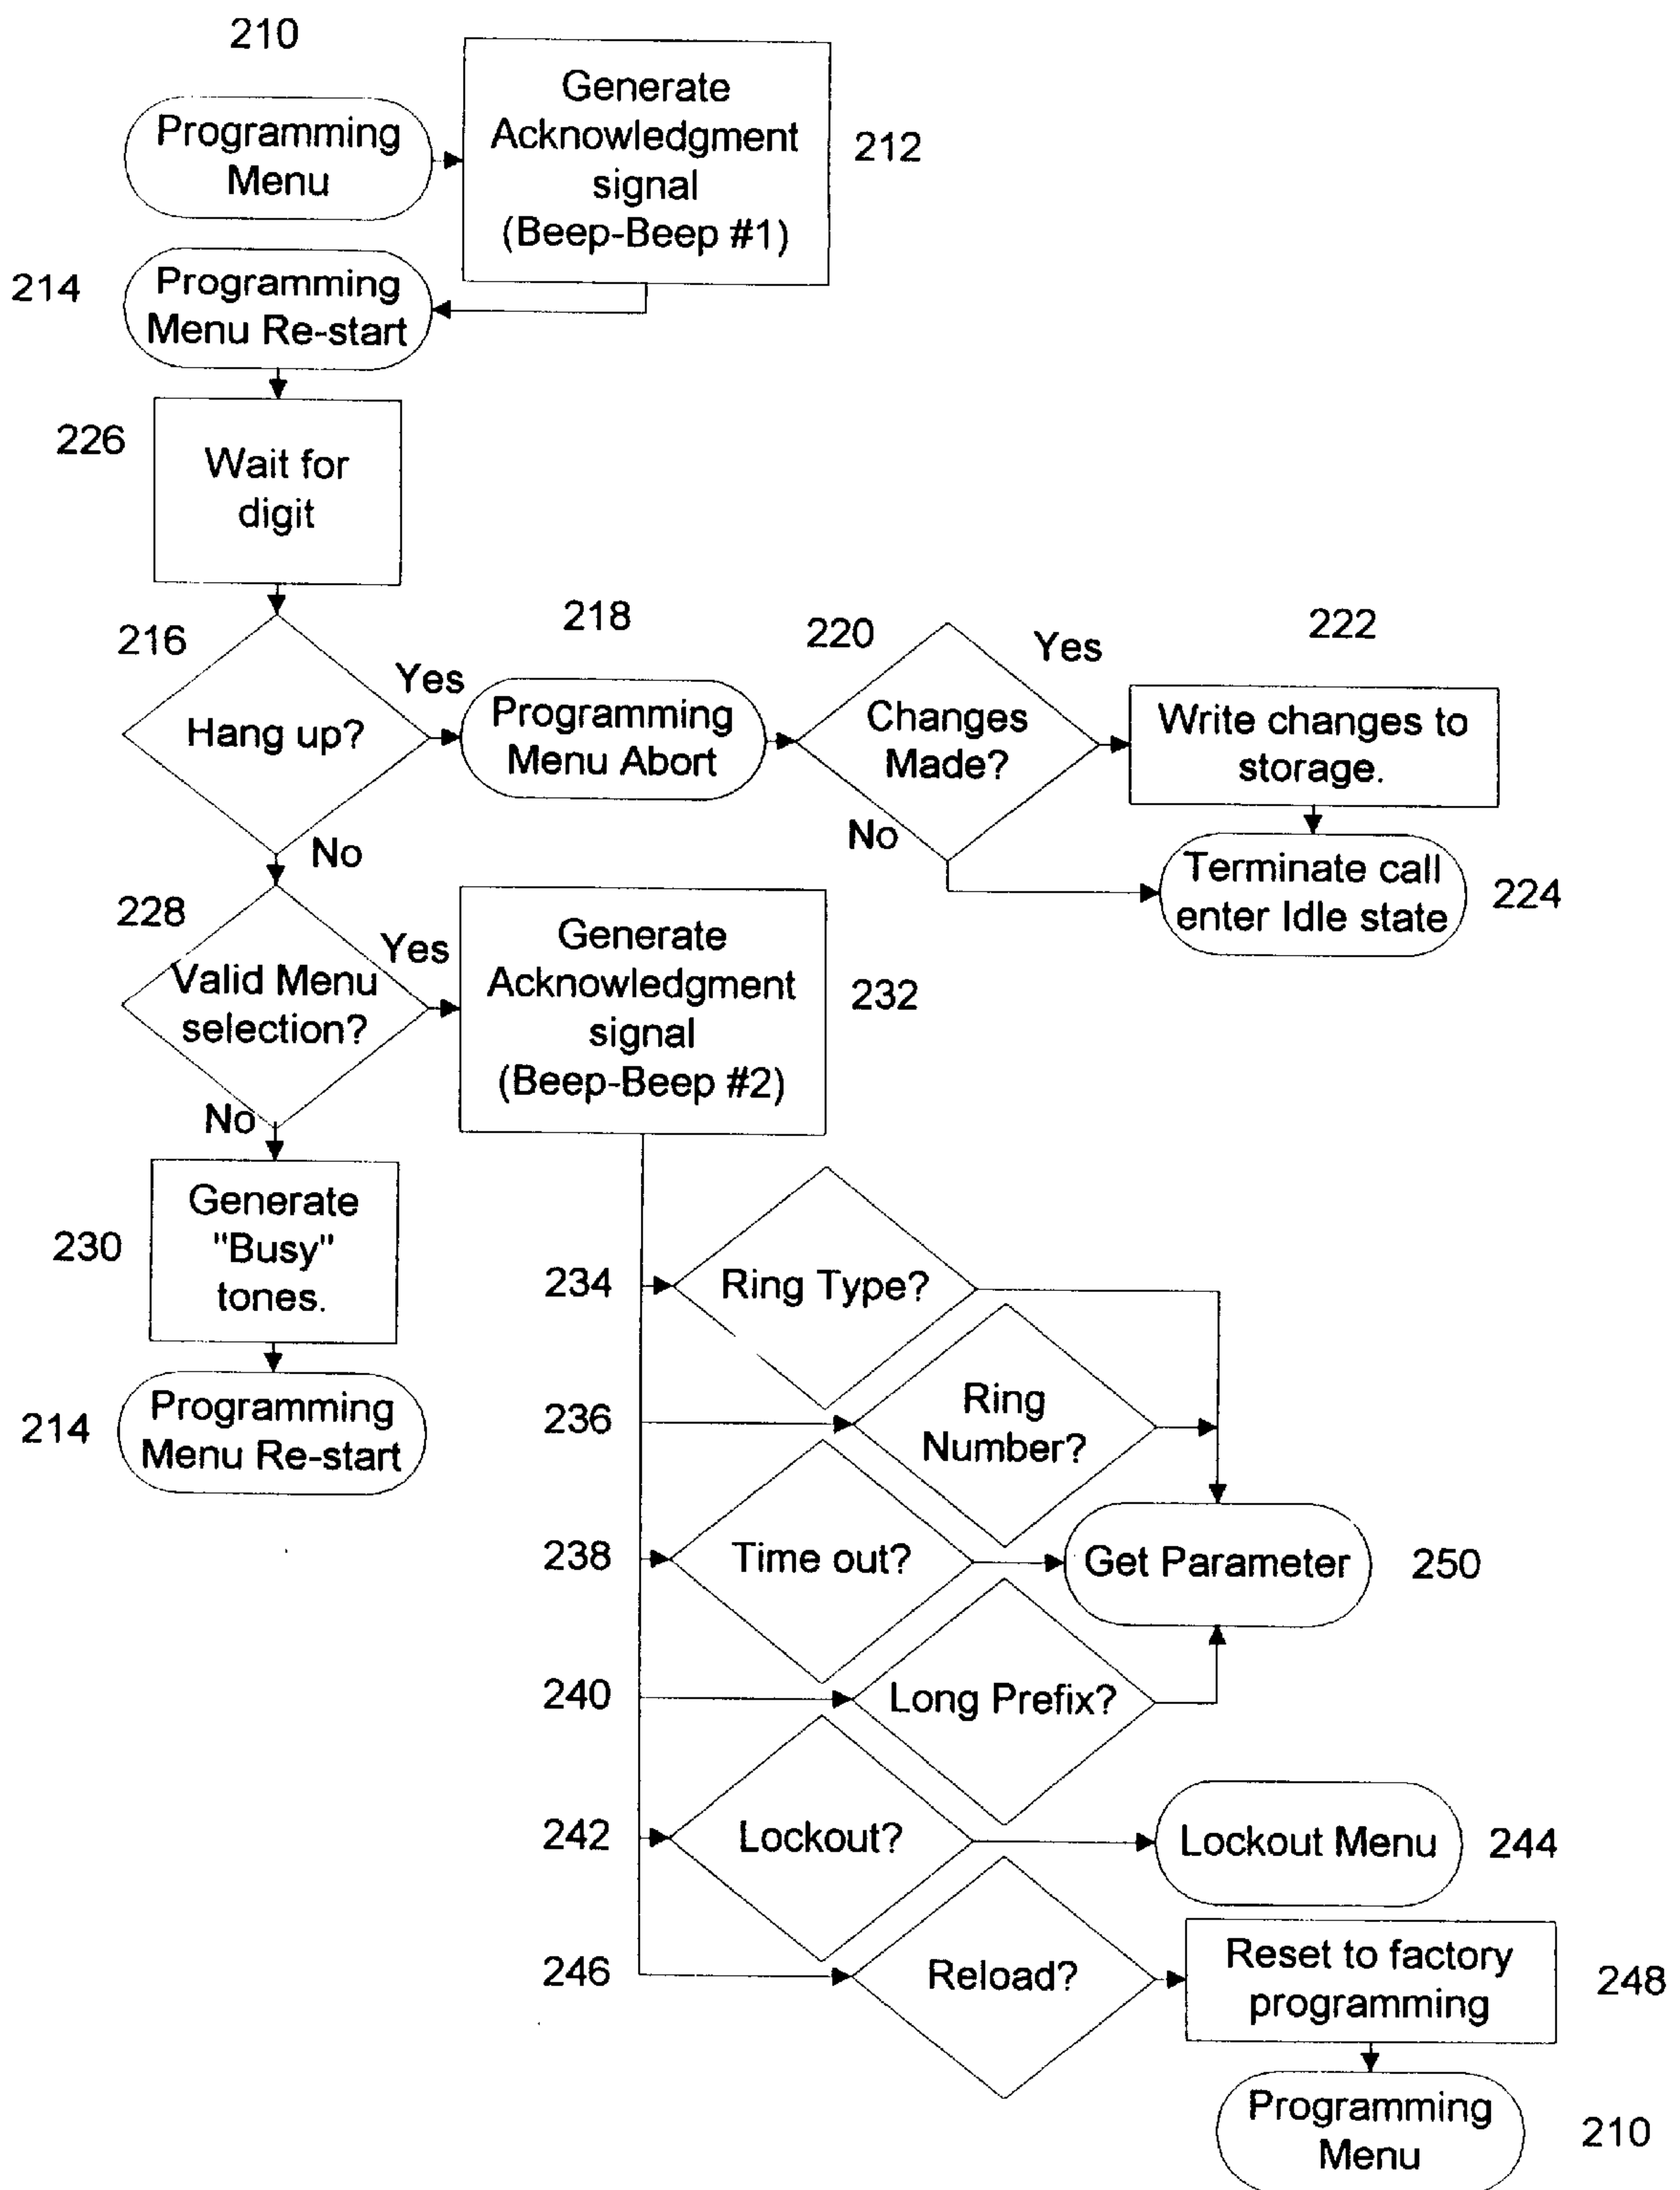 210
Programming
Menu
Generate
Acknowledgment
signal
(Beep-Beep #1)
212
214
Programming
Menu Re-start
226
Wait for
digit
216
Hang up?
Yes
No
218
Programming
Menu Abort
220
Changes
Made?
Yes
No
222
Write changes to
storage.
Terminate call
enter Idle state
224
228
Valid Menu
selection?
Yes
No
Generate
Acknowledgment
signal
(Beep-Beep #2)
232
230
Generate
"Busy"
tones.
214
Programming
Menu Re-start
234
Ring Type?
236
Ring
Number?
238
Time out?
Get Parameter
250
240
Long Prefix?
242
Lockout?
Lockout Menu
244
246
Reload?
Reset to factory
programming
248
Programming
Menu
210